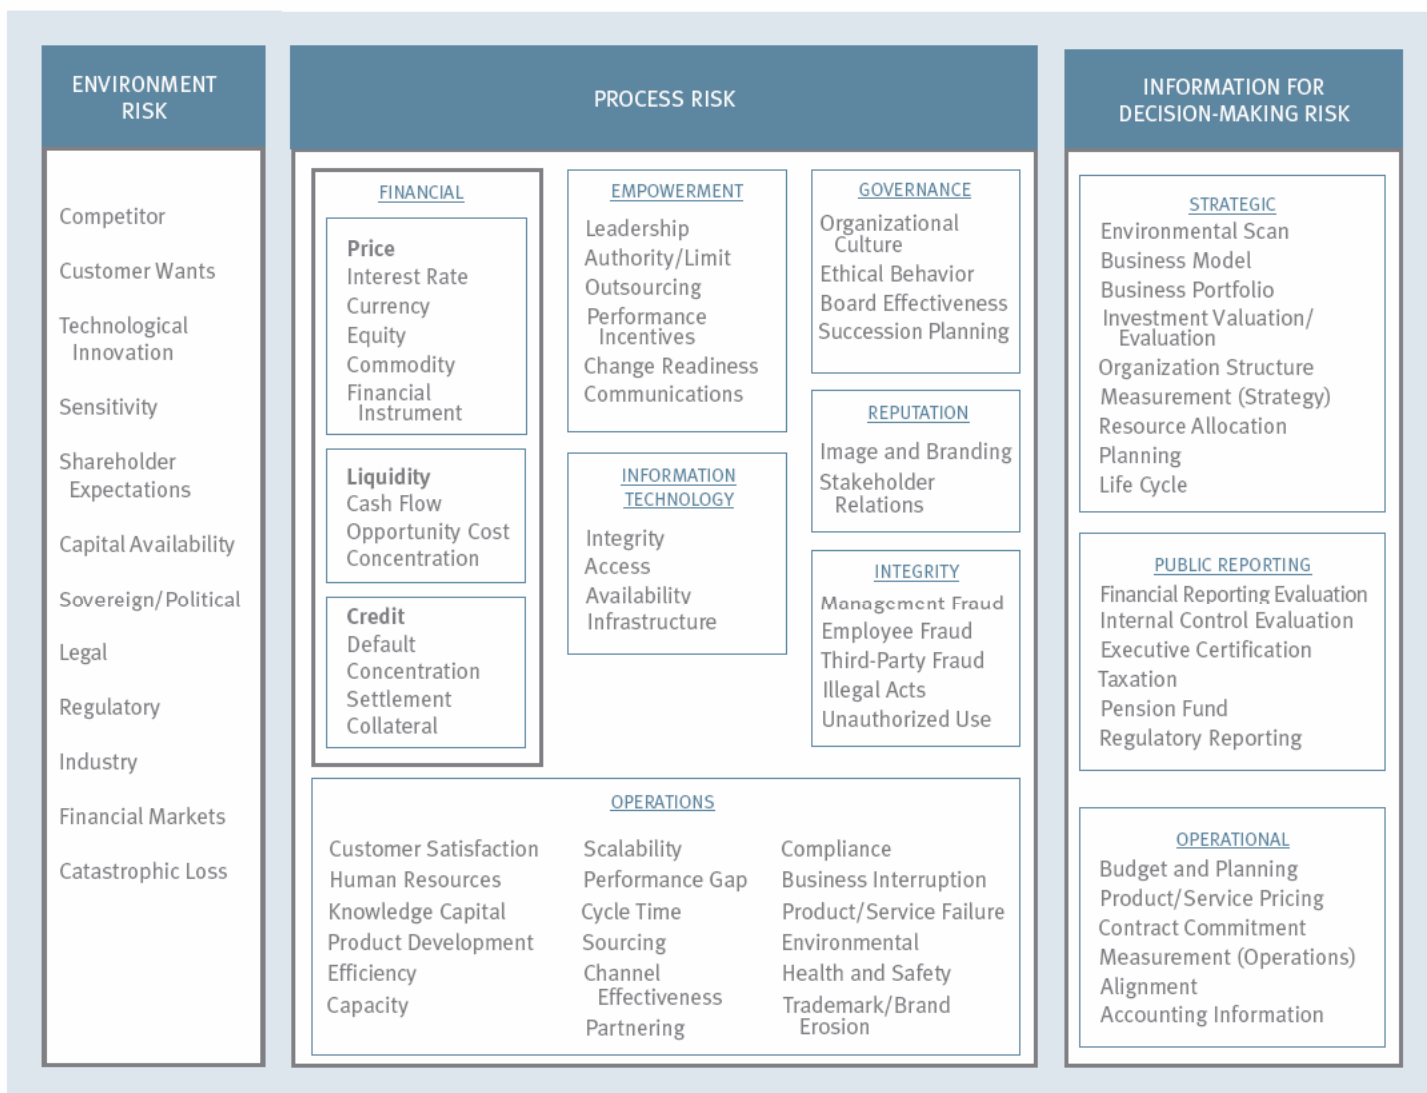 ENVIRONMENT
RISK
Competitor
Customer Wants
Technological
Innovation
Sensitivity
Shareholder
Expectations
Capital Availability
Sovereign/Political
Legal
Regulatory
Industry
Financial Markets
Catastrophic Loss
PROCESS RISK
FINANCIAL
Price
Interest Rate
Currency
Equity
Commodity
Financial
Instrument
Liquidity
Cash Flow
Opportunity Cost
Concentration
Credit
Default
Concentration
Settlement
Collateral
EMPOWERMENT
Leadership
Authority/Limit
Outsourcing
Performance
Incentives
Change Readiness
Communications
INFORMATION
TECHNOLOGY
Integrity
Access
Availability
Infrastructure
GOVERNANCE
Organizational
Culture
Ethical Behavior
Board Effectiveness
Succession Planning
REPUTATION
Image and Branding
Stakeholder
Relations
INTEGRITY
Management Fraud
Employee Fraud
Third-Party Fraud
Illegal Acts
Unauthorized Use
OPERATIONS
Customer Satisfaction
Human Resources
Knowledge Capital
Product Development
Efficiency
Capacity
Scalability
Performance Gap
Cycle Time
Sourcing
Channel
Effectiveness
Partnering
Compliance
Business Interruption
Product/Service Failure
Environmental
Health and Safety
Trademark/Brand
Erosion
INFORMATION FOR
DECISION-MAKING RISK
STRATEGIC
Environmental Scan
Business Model
Business Portfolio
Investment Valuation/
Evaluation
Organization Structure
Measurement (Strategy)
Resource Allocation
Planning
Life Cycle
PUBLIC REPORTING
Financial Reporting Evaluation
Internal Control Evaluation
Executive Certification
Taxation
Pension Fund
Regulatory Reporting
OPERATIONAL
Budget and Planning
Product/Service Pricing
Contract Commitment
Measurement (Operations)
Alignment
Accounting Information